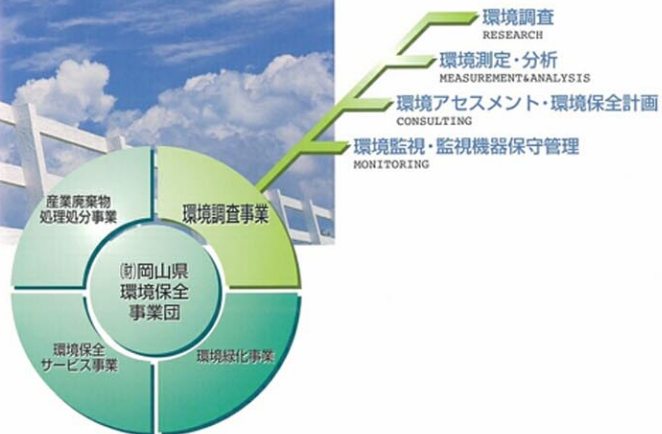 環境調査
RESEARCH
環境測定・分析
MEASUREMENT&ANALYSIS
環境アセスメント・環境保全計画
CONSULTING
環境監視・監視機器保守管理
MONITORING
産業廃棄物
処理処分事業
環境調査事業
㈶岡山県
環境保全
事業団
環境保全
サービス事業
環境緑化事業